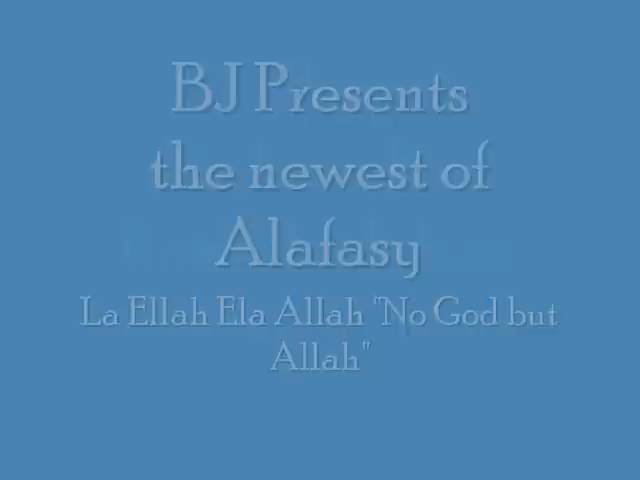 BJ Presents
the newest of
Alafasy
La Ellah Ela Allah "No God but
Allah"